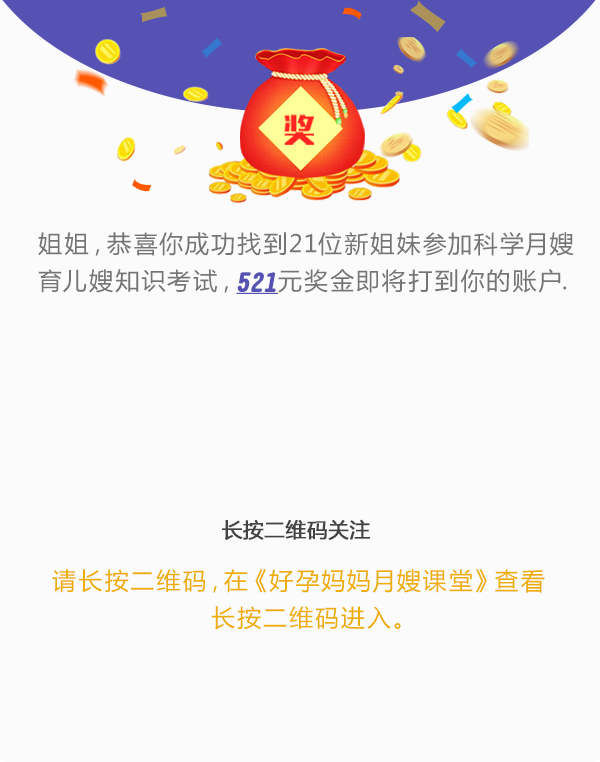 奖
姐姐，恭喜你成功找到21位新姐妹参加科学月嫂
育儿嫂知识考试，521元奖金即将打到你的账户.
长按二维码关注
请长按二维码，在《好孕妈妈月嫂课堂》查看
长按二维码进入。